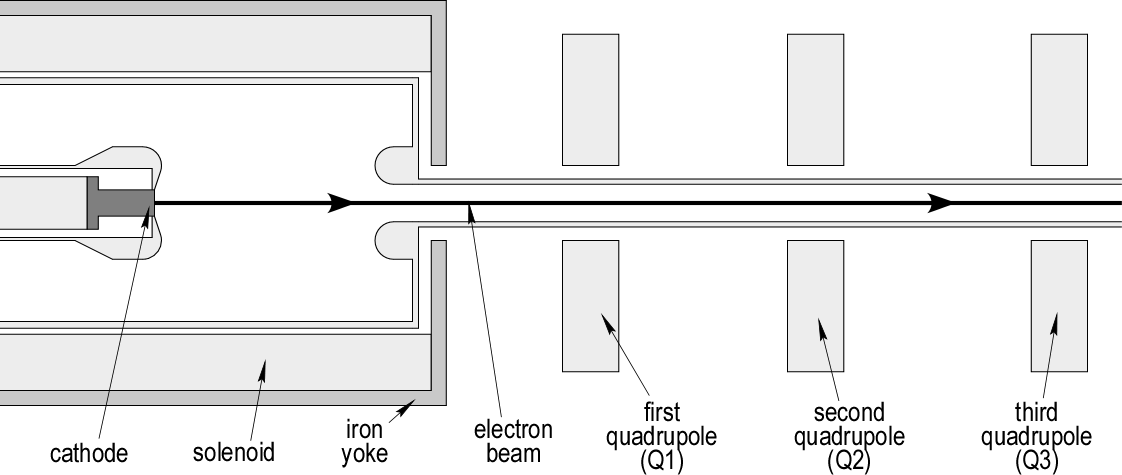 cathode
solenoid
iron
yoke
electron
beam
first
quadrupole
(Q1)
second
quadrupole
(Q2)
third
quadrupole
(Q3)